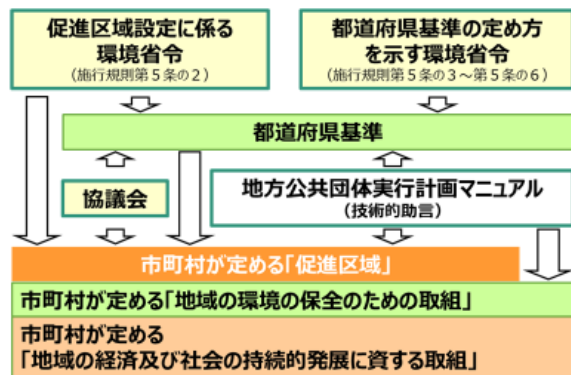 促進区域設定に係る
環境省令
（施行規則第５条の２）
都道府県基準の定め方
を示す環境省令
（施行規則第５条の３～第５条の６）
都道府県基準
協議会
地方公共団体実行計画マニュアル
（技術的助言）
市町村が定める「促進区域」
市町村が定める「地域の環境の保全のための取組」
市町村が定める
「地域の経済及び社会の持続的発展に資する取組」